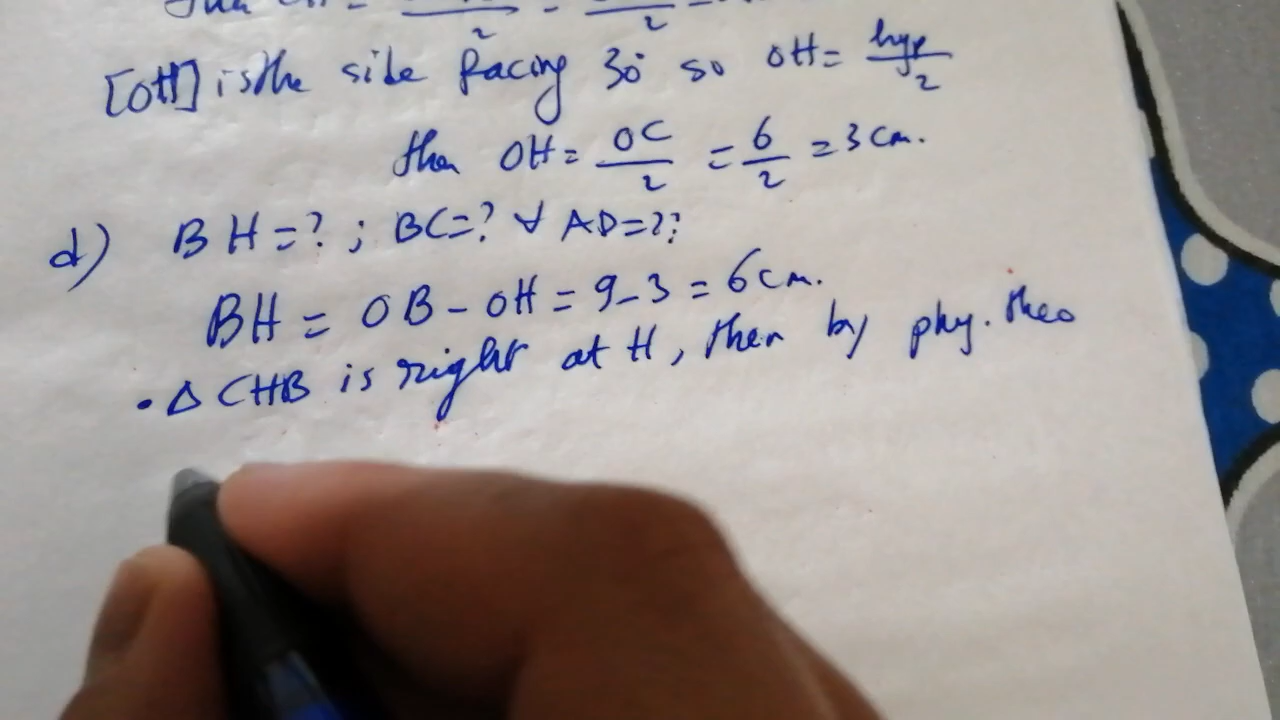 [OH] is the side facing 30° so OH = hyp/2
then OH = OC/2 = 6/2 = 3 cm.
d) BH = ? ; BC = ? & AD = ??
BH = OB - OH = 9 - 3 = 6 cm.
• Δ CHB is right at H, then by phy. theo